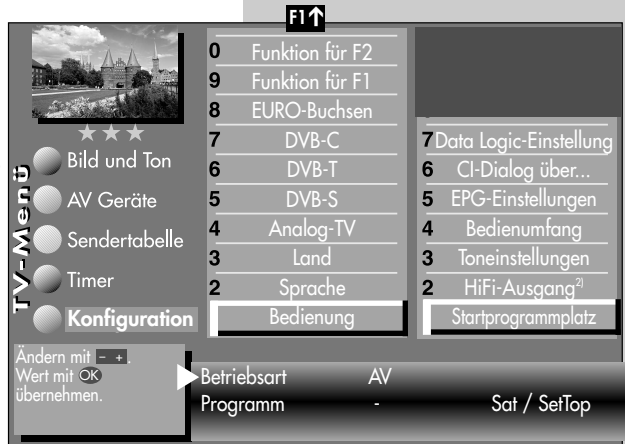 F1↑
TV-Menü
Bild und Ton
AV Geräte
Sendertabelle
Timer
Konfiguration
0 Funktion für F2
9 Funktion für F1
8 EURO-Buchsen
7 DVB-C
6 DVB-T
5 DVB-S
4 Analog-TV
3 Land
2 Sprache
Bedienung
7 Data Logic-Einstellung
6 CI-Dialog über...
5 EPG-Einstellungen
4 Bedienumfang
3 Toneinstellungen
2 HiFi-Ausgang2)
Startprogrammplatz
Ändern mit - + .
Wert mit OK
übernehmen.
Betriebsart AV
Programm - Sat / SetTop